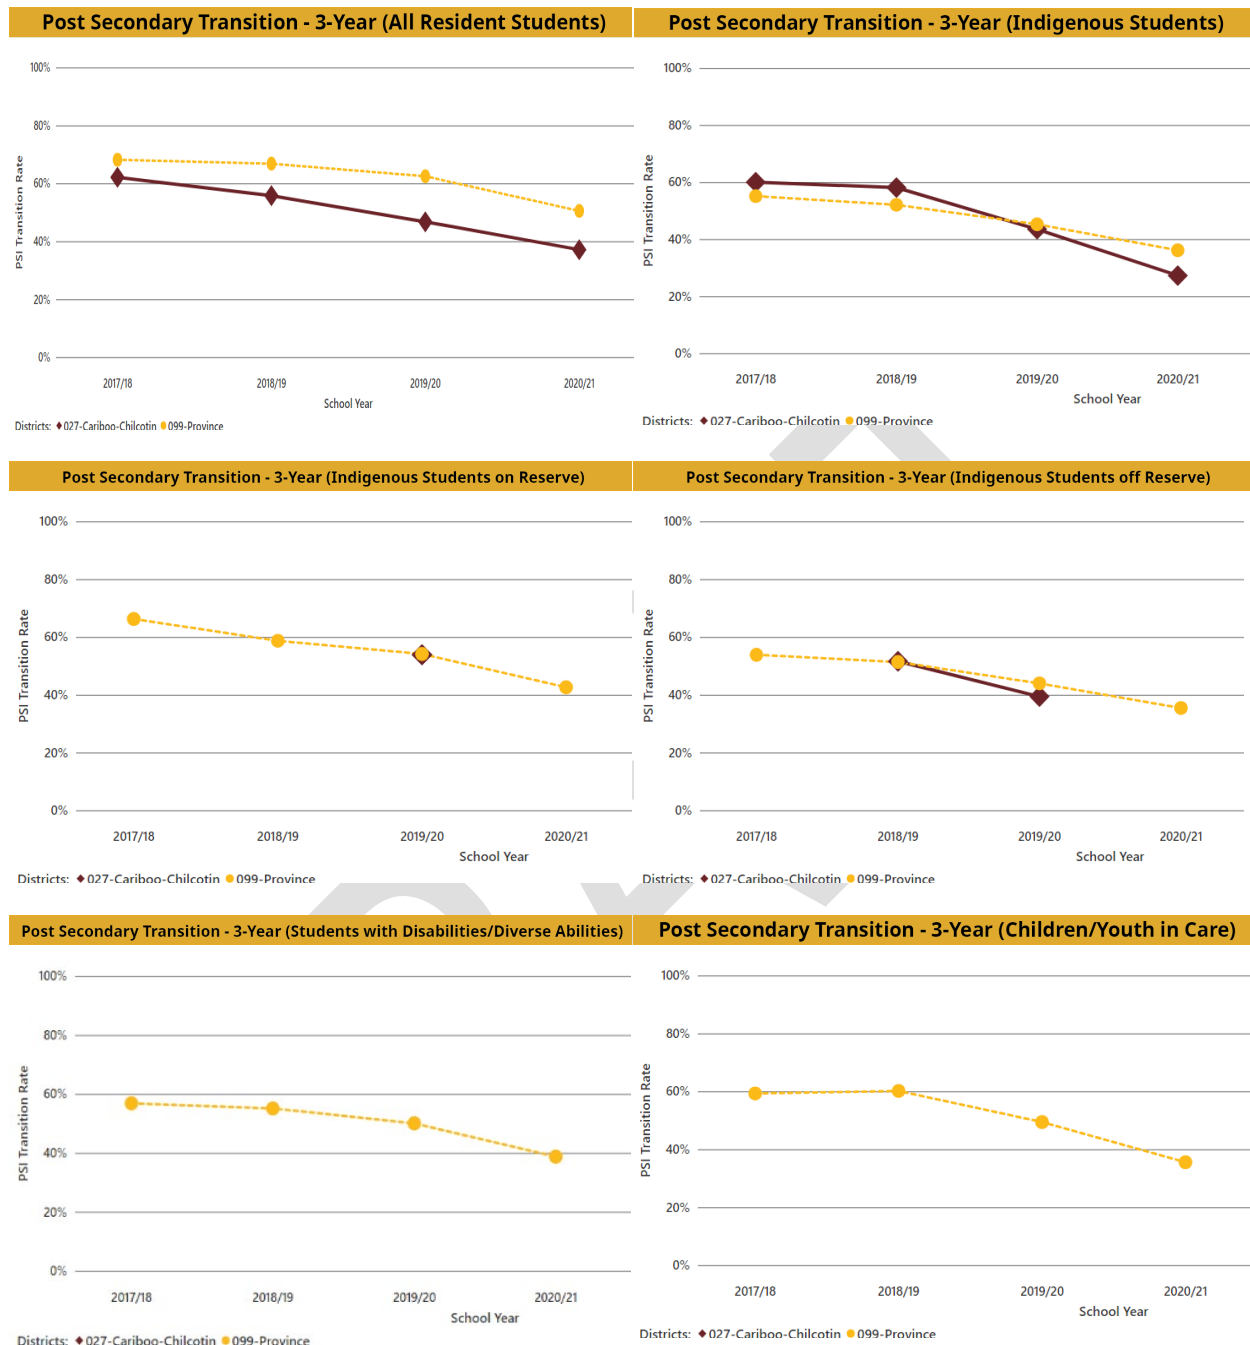 Post Secondary Transition - 3-Year (All Resident Students)
100%
80%
60%
40%
20%
0%
PSI Transition Rate
2017/18 2018/19 2019/20 2020/21
School Year
Districts: 027-Cariboo-Chilcotin 099-Province
Post Secondary Transition - 3-Year (Indigenous Students)
100%
80%
60%
40%
20%
0%
PSI Transition Rate
2017/18 2018/19 2019/20 2020/21
School Year
Districts: 027-Cariboo-Chilcotin 099-Province
Post Secondary Transition - 3-Year (Indigenous Students on Reserve)
100%
80%
60%
40%
20%
0%
PSI Transition Rate
2017/18 2018/19 2019/20 2020/21
School Year
Districts: 027-Cariboo-Chilcotin 099-Province
Post Secondary Transition - 3-Year (Indigenous Students off Reserve)
100%
80%
60%
40%
20%
0%
PSI Transition Rate
2017/18 2018/19 2019/20 2020/21
School Year
Districts: 027-Cariboo-Chilcotin 099-Province
Post Secondary Transition - 3-Year (Students with Disabilities/Diverse Abilities)
100%
80%
60%
40%
20%
0%
PSI Transition Rate
2017/18 2018/19 2019/20 2020/21
School Year
Districts: 027-Cariboo-Chilcotin 099-Province
Post Secondary Transition - 3-Year (Children/Youth in Care)
100%
80%
60%
40%
20%
0%
PSI Transition Rate
2017/18 2018/19 2019/20 2020/21
School Year
Districts: 027-Cariboo-Chilcotin 099-Province